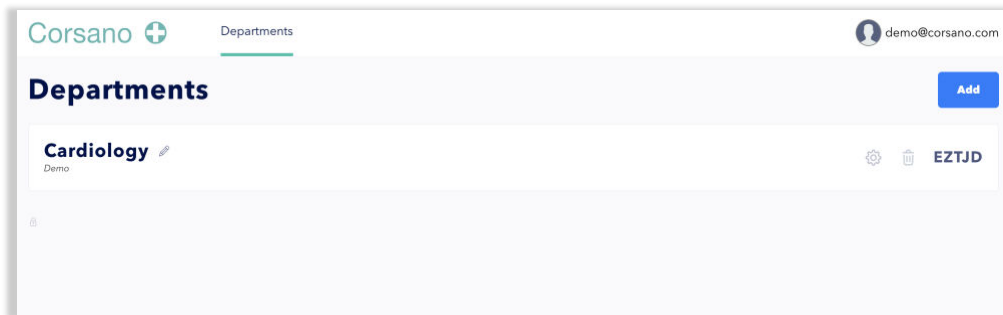 Corsano
Departments
demo@corsano.com
Departments
Add
Cardiology
Demo
EZTJD